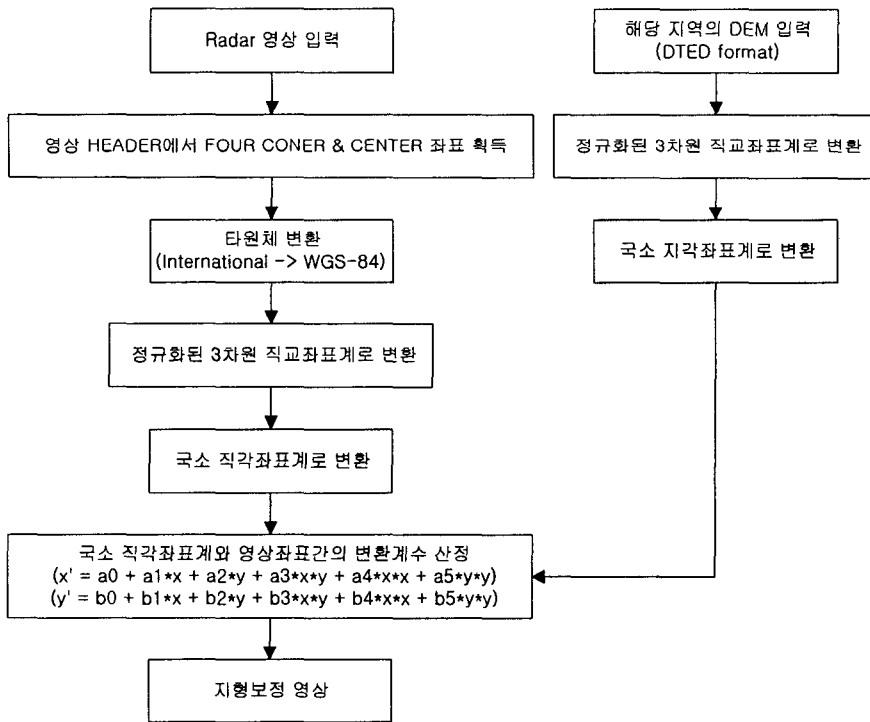 Radar 영상 입력
영상 HEADER에서 FOUR CONER & CENTER 좌표 획득
타원체 변환
(International -> WGS-84)
정규화된 3차원 직교좌표계로 변환
국소 직각좌표계로 변환
해당 지역의 DEM 입력
(DTED format)
정규화된 3차원 직교좌표계로 변환
국소 지각좌표계로 변환
국소 직각좌표계와 영상좌표간의 변환계수 산정
(x' = a0 + a1*x + a2*y + a3*x*y + a4*x*x + a5*y*y)
(y' = b0 + b1*x + b2*y + b3*x*y + b4*x*x + b5*y*y)
지형보정 영상